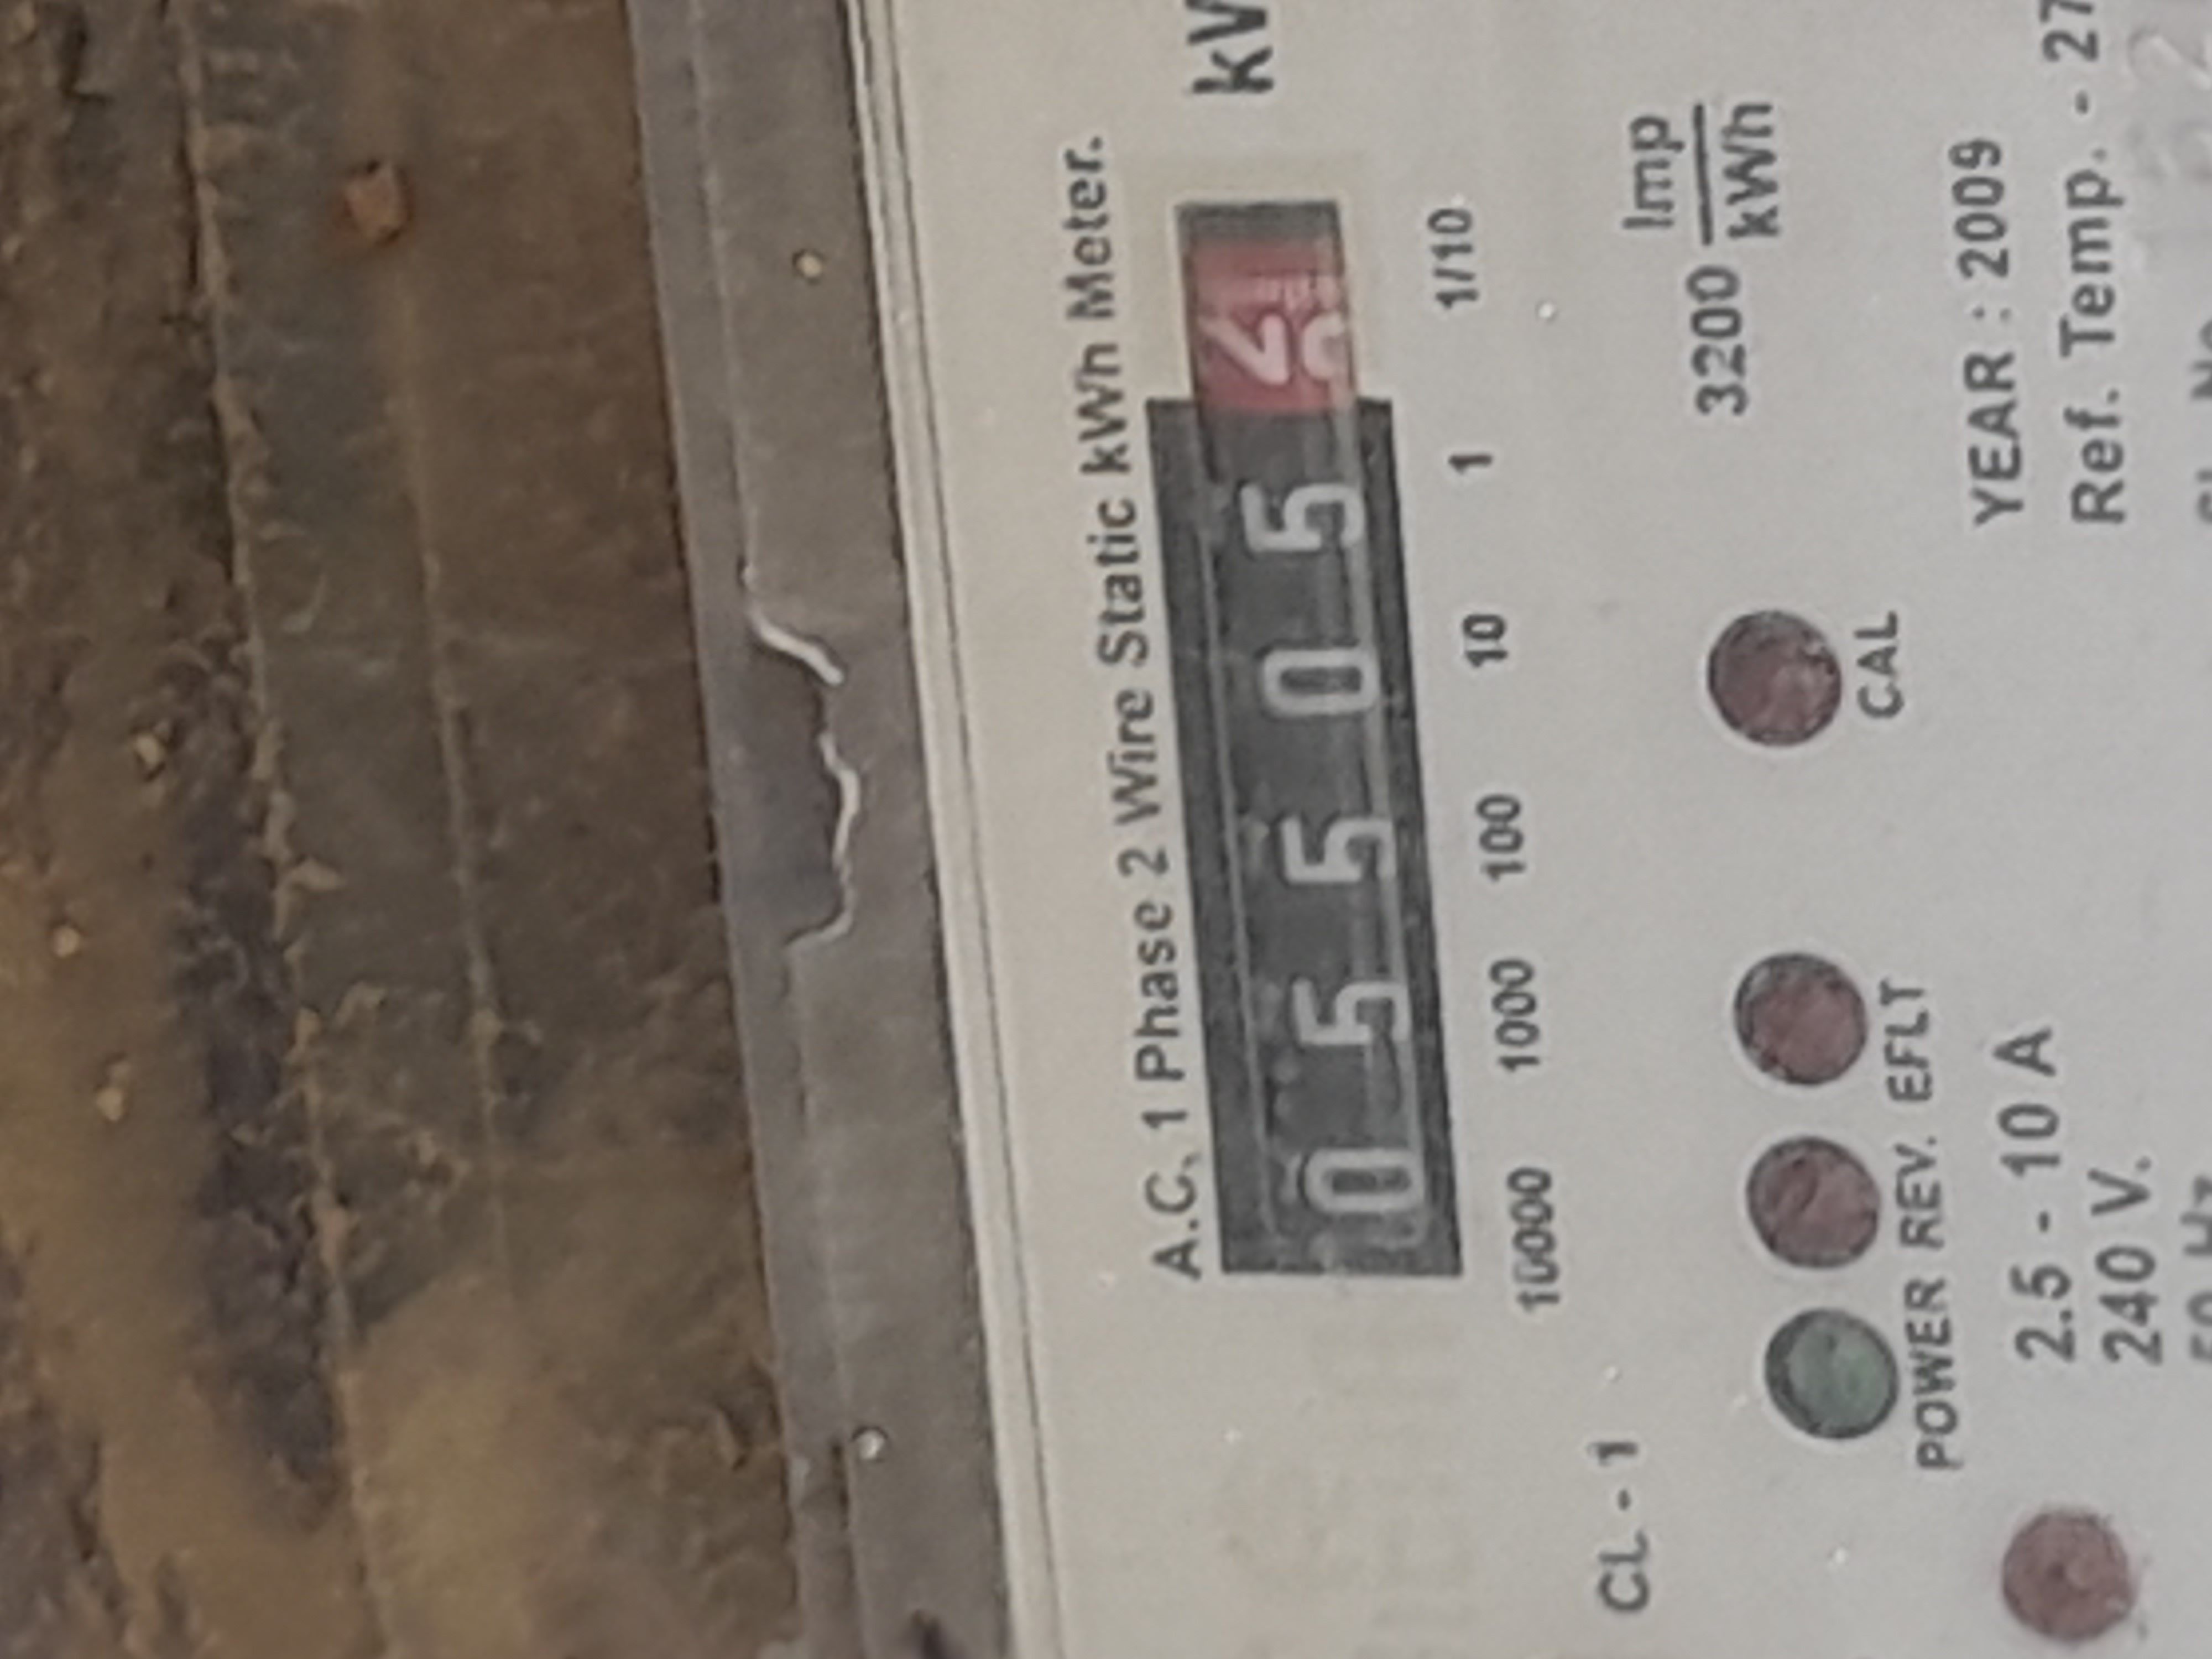 A.C. 1 Phase 2 Wire Static kWh Meter.
0 5 5 0 5
10000 1000 100 10 1 1/10
CL - 1
3200 Imp
kWh
POWER REV. EFLT
CAL
2.5 - 10 A
YEAR : 2009
240 V.
Ref. Temp. - 27